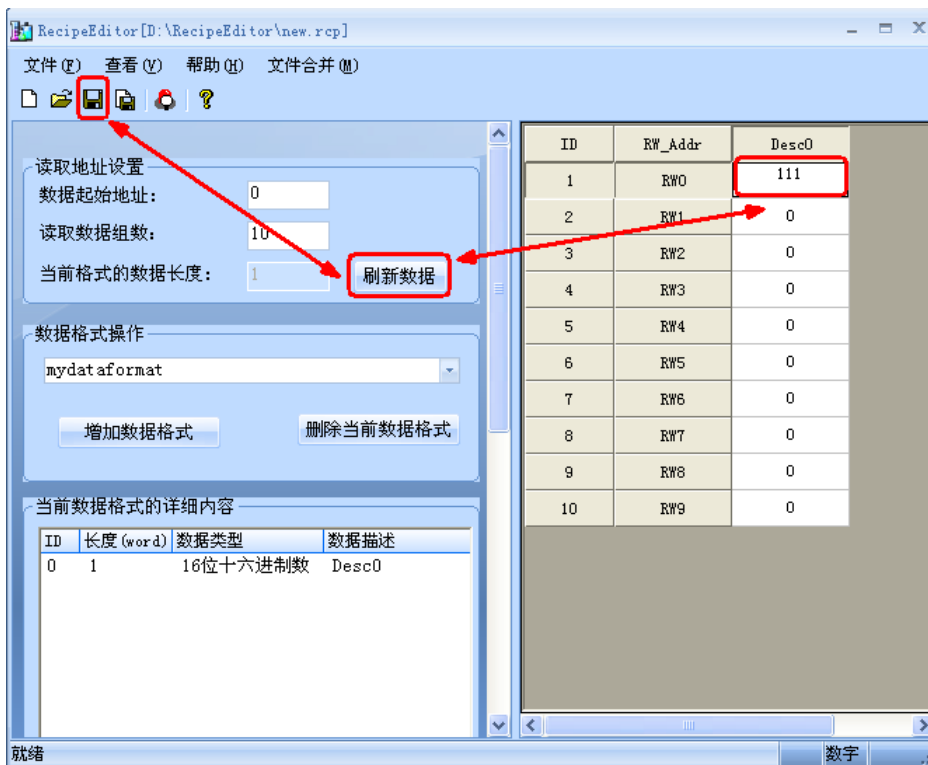 RecipeEditor[D:\RecipeEditor\new.rcp]
文件(F) 查看(V) 帮助(H) 文件合并(M)
读取地址设置
数据起始地址: 0
读取数据组数: 10
当前格式的数据长度: 1 刷新数据
数据格式操作
mydataformat
增加数据格式 删除当前数据格式
当前数据格式的详细内容
ID 长度(word) 数据类型 数据描述
0 1 16位十六进制数 Desc0
ID RW_Addr Desc0
1 RW0 111
2 RW1 0
3 RW2 0
4 RW3 0
5 RW4 0
6 RW5 0
7 RW6 0
8 RW7 0
9 RW8 0
10 RW9 0
就绪 数字